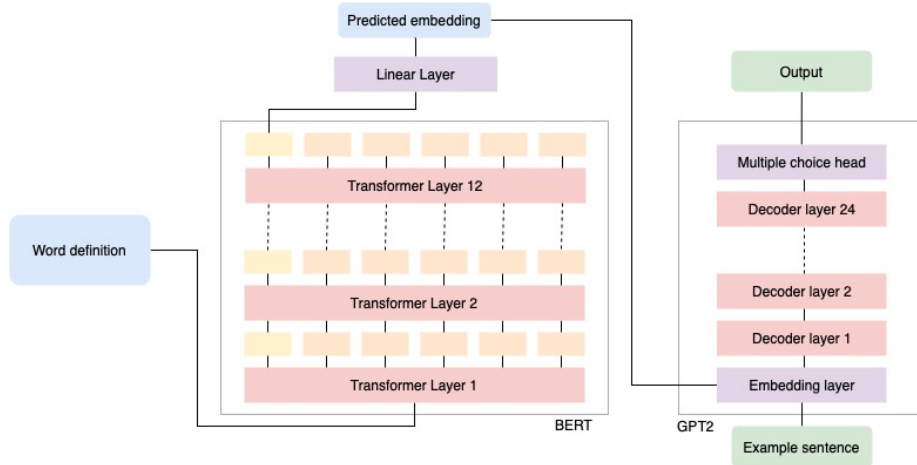 Predicted embedding
Linear Layer
Output
Transformer Layer 12
Multiple choice head
Decoder layer 24
Word definition
Transformer Layer 2
Decoder layer 2
Decoder layer 1
Transformer Layer 1
Embedding layer
BERT
GPT2
Example sentence